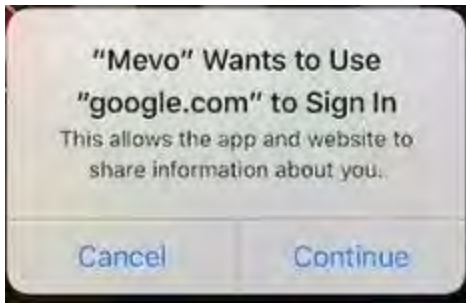 “Mevo” Wants to Use
“google.com” to Sign In
This allows the app and website to
share information about you.
Cancel
Continue